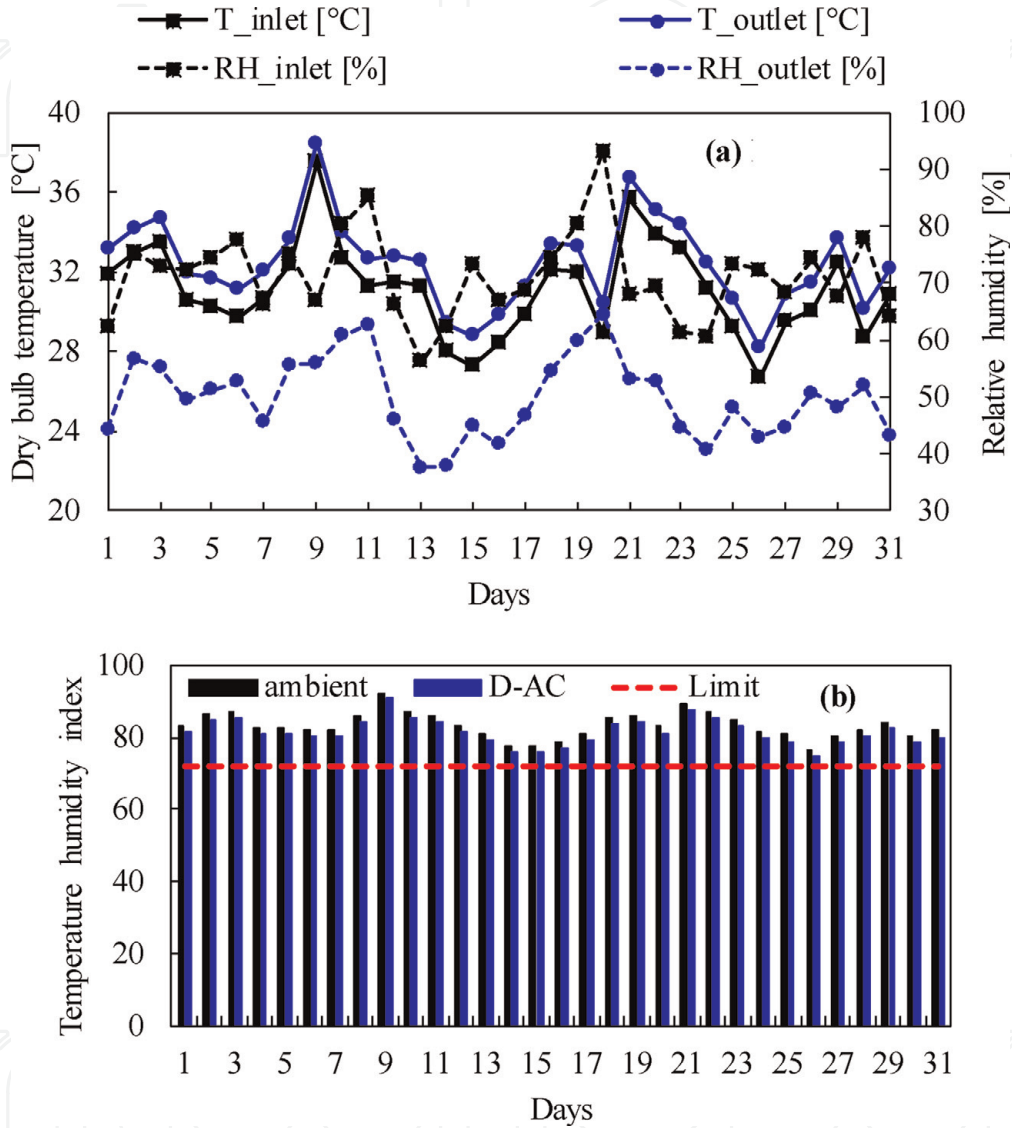 T_inlet [°C] T_outlet [°C]
RH_inlet [%] RH_outlet [%]
Dry bulb temperature [°C]
40
36
32
28
24
20
(a)
100
90
80
70
60
50
40
30
Relative humidity [%]
1 3 5 7 9 11 13 15 17 19 21 23 25 27 29 31
Days
Temperature humidity index
100
80
60
40
20
0
ambient D-AC Limit (b)
1 3 5 7 9 11 13 15 17 19 21 23 25 27 29 31
Days